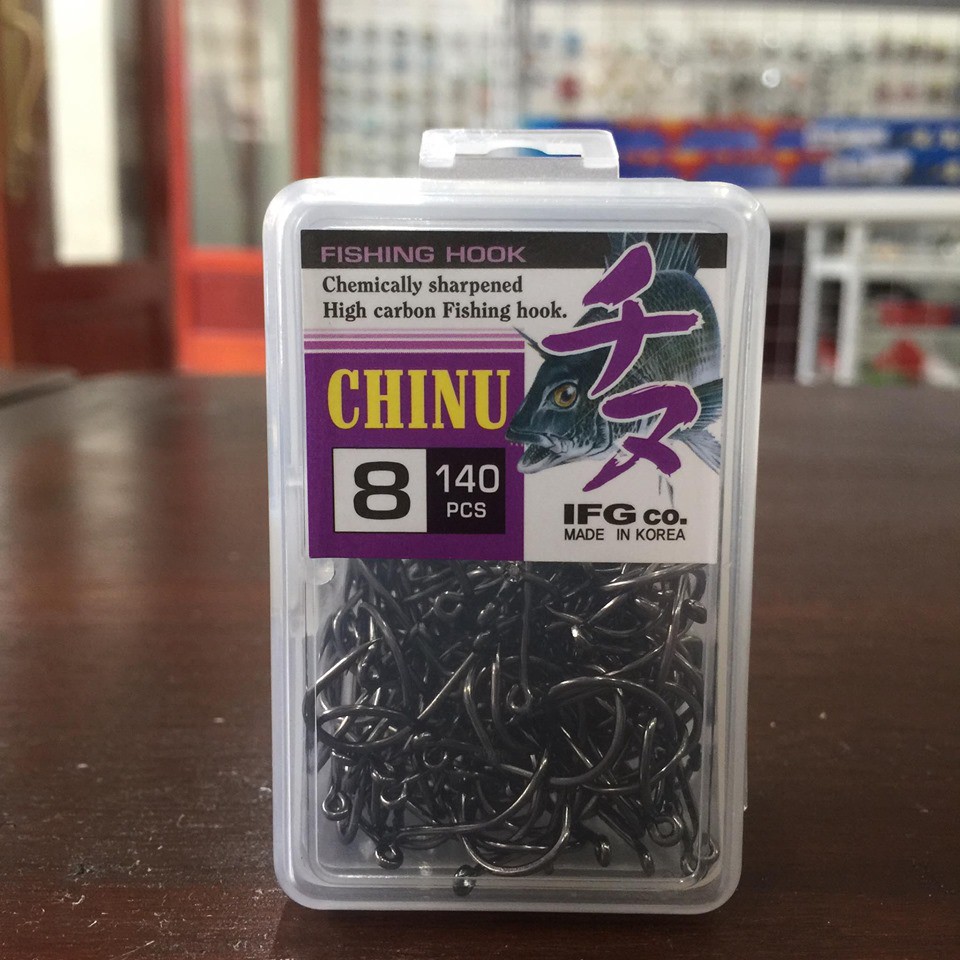 FISHING HOOK
Chemically sharpened
High carbon Fishing hook.
チヌ
CHINU
8
140
PCS
IFG CO.
MADE IN KOREA